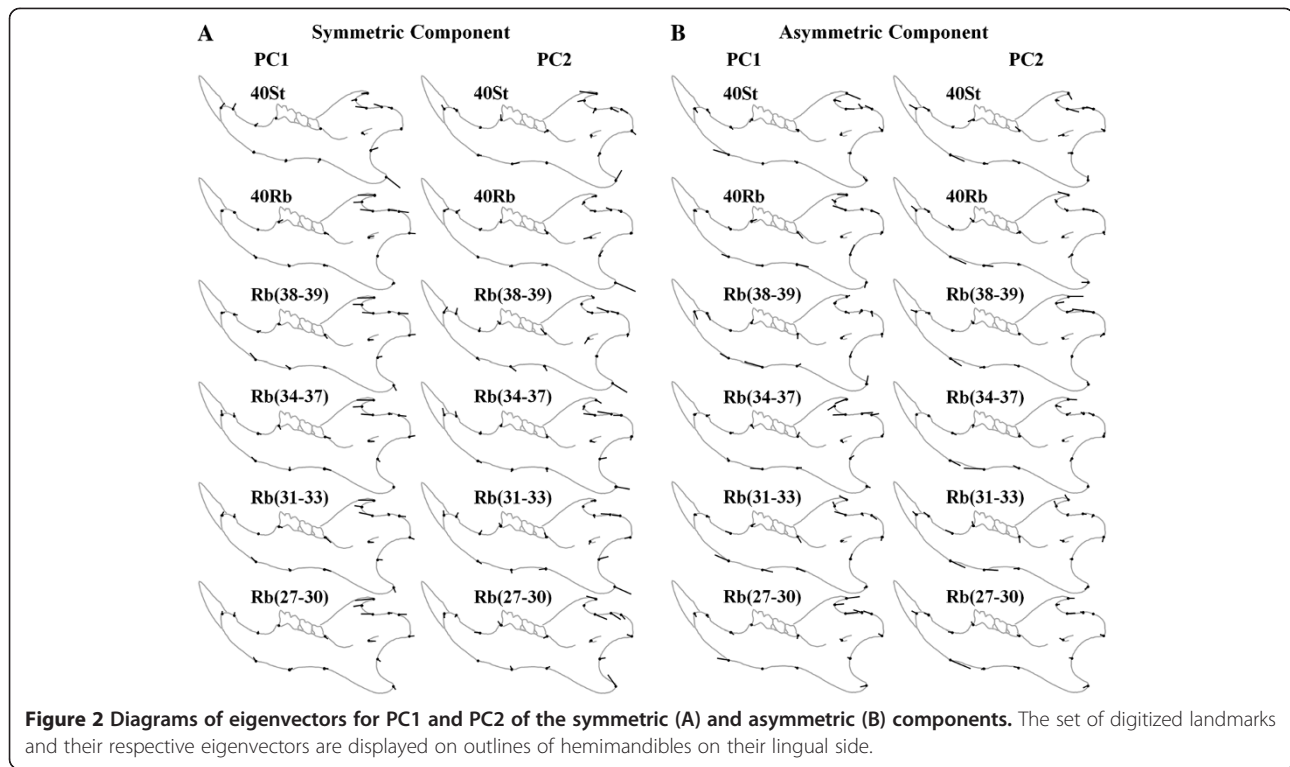 A Symmetric Component
B Asymmetric Component
PC1 PC2 PC1 PC2
40St 40St 40St 40St
40Rb 40Rb 40Rb 40Rb
Rb(38-39) Rb(38-39) Rb(38-39) Rb(38-39)
Rb(34-37) Rb(34-37) Rb(34-37) Rb(34-37)
Rb(31-33) Rb(31-33) Rb(31-33) Rb(31-33)
Rb(27-30) Rb(27-30) Rb(27-30) Rb(27-30)
Figure 2 Diagrams of eigenvectors for PC1 and PC2 of the symmetric (A) and asymmetric (B) components. The set of digitized landmarks
and their respective eigenvectors are displayed on outlines of hemimandibles on their lingual side.